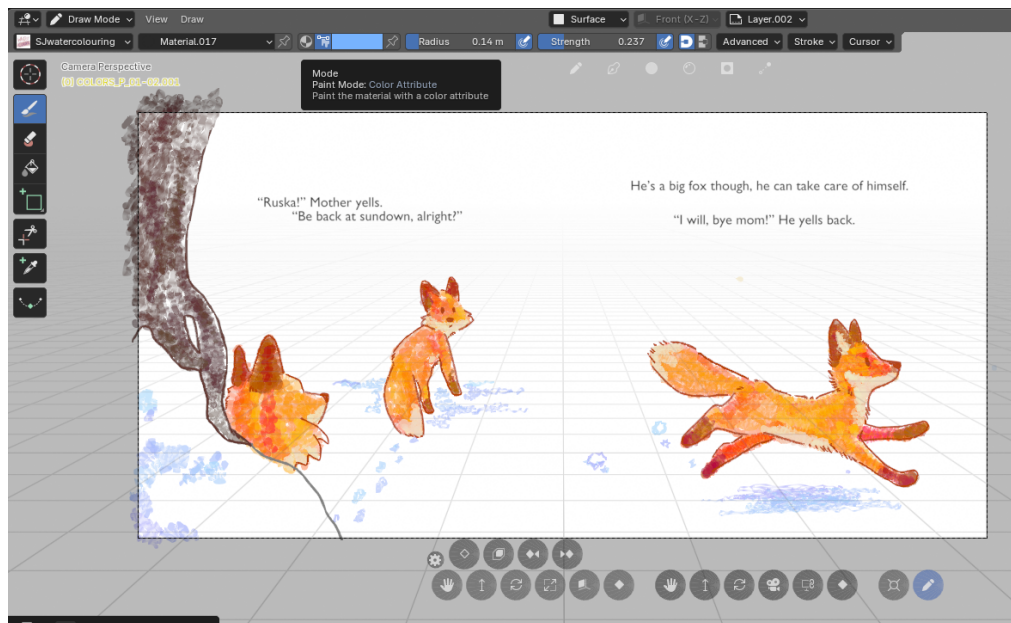 Draw Mode View Draw Surface Front (X-Z) Layer.002
SJwatercolouring Material.017 Radius 0.14 m Strength 0.237 Advanced Stroke Cursor
Camera Perspective
Mode
Paint Mode: Color Attribute
Paint the material with a color attribute
“Ruska!” Mother yells.
“Be back at sundown, alright?”
He’s a big fox though, he can take care of himself.
“I will, bye mom!” He yells back.